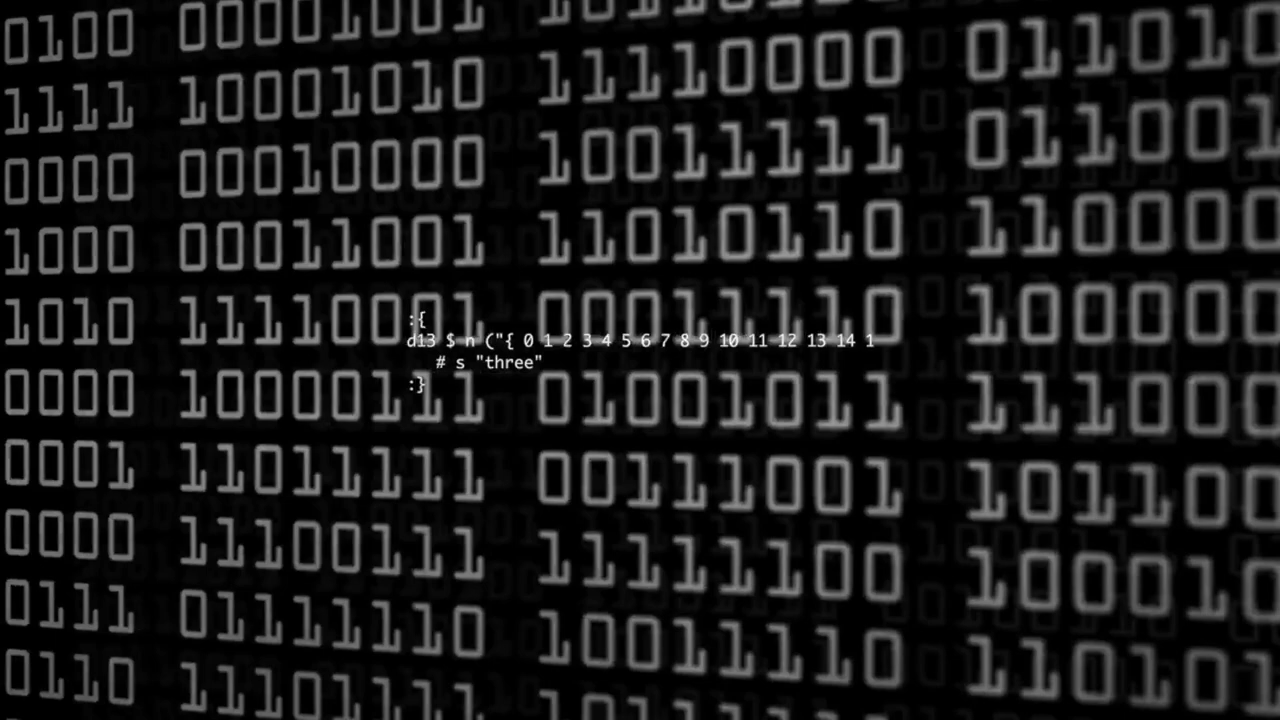 0100 00001001
1111 10001010 11110000 011010
0000 00010000 10011111 011001
1000 00011001 11010110 110000
1010 11110001 00011110 100000
:{
d13 $ n ("{ 0 1 2 3 4 5 6 7 8 9 10 11 12 13 14 1
# s "three"
:}
0000 10000111 01001011 111000
0001 11011111 00111001 101100
0000 11100111 11111100 100010
0111 01111110 10011110 110101
0110 11101111